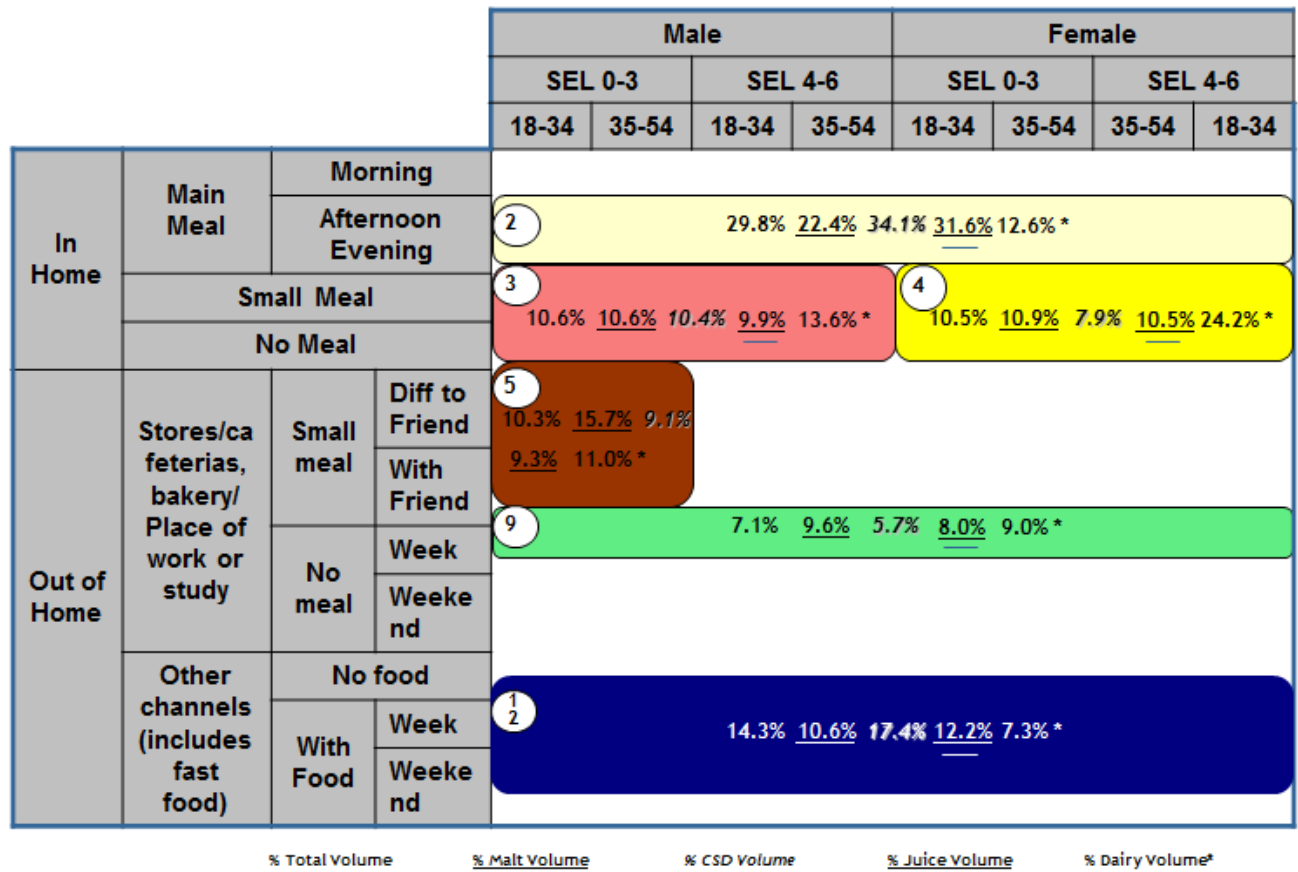 Male Female
SEL 0-3 SEL 4-6 SEL 0-3 SEL 4-6
18-34 35-54 18-34 35-54 18-34 35-54 35-54 18-34
In
Home
Main
Meal
Morning
Afternoon
Evening
2
29.8% 22.4% 34.1% 31.6% 12.6% *
Small Meal
No Meal
3
10.6% 10.6% 10.4% 9.9% 13.6% *
4
10.5% 10.9% 7.9% 10.5% 24.2% *
Out of
Home
Stores/ca
feterias,
bakery/
Place of
work or
study
Small
meal
Diff to
Friend
With
Friend
5
10.3% 15.7% 9.1%
9.3% 11.0% *
No
meal
Week
Weeke
nd
9
7.1% 9.6% 5.7% 8.0% 9.0% *
Other
channels
(includes
fast
food)
No food
With
Food
Week
Weeke
nd
1
2
14.3% 10.6% 17.4% 12.2% 7.3% *
% Total Volume % Malt Volume % CSD Volume % Juice Volume % Dairy Volume*